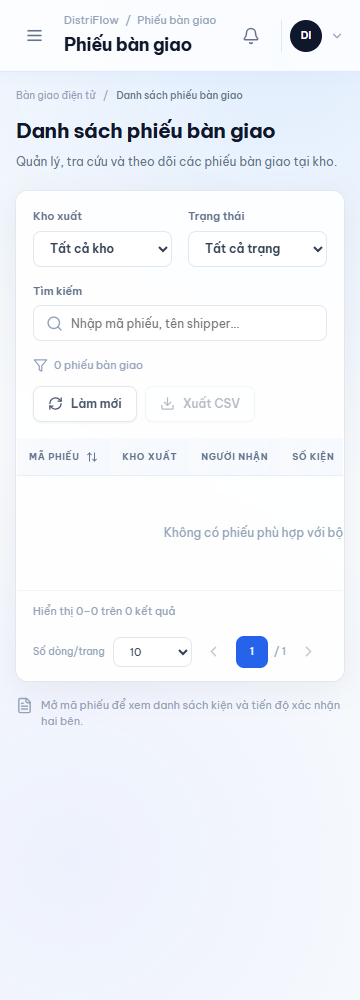 DistriFlow / Phiếu bàn giao
Phiếu bàn giao
DI
Bàn giao điện tử / Danh sách phiếu bàn giao
Danh sách phiếu bàn giao
Quản lý, tra cứu và theo dõi các phiếu bàn giao tại kho.
Kho xuất
Trạng thái
Tất cả kho
Tất cả trạng
Tìm kiếm
Nhập mã phiếu, tên shipper...
0 phiếu bàn giao
Làm mới
Xuất CSV
MÃ PHIẾU
KHO XUẤT
NGƯỜI NHẬN
SỐ KIỆN
Không có phiếu phù hợp với bộ
Hiển thị 0–0 trên 0 kết quả
Số dòng/trang
10
1
/ 1
Mở mã phiếu để xem danh sách kiện và tiến độ xác nhận
hai bên.